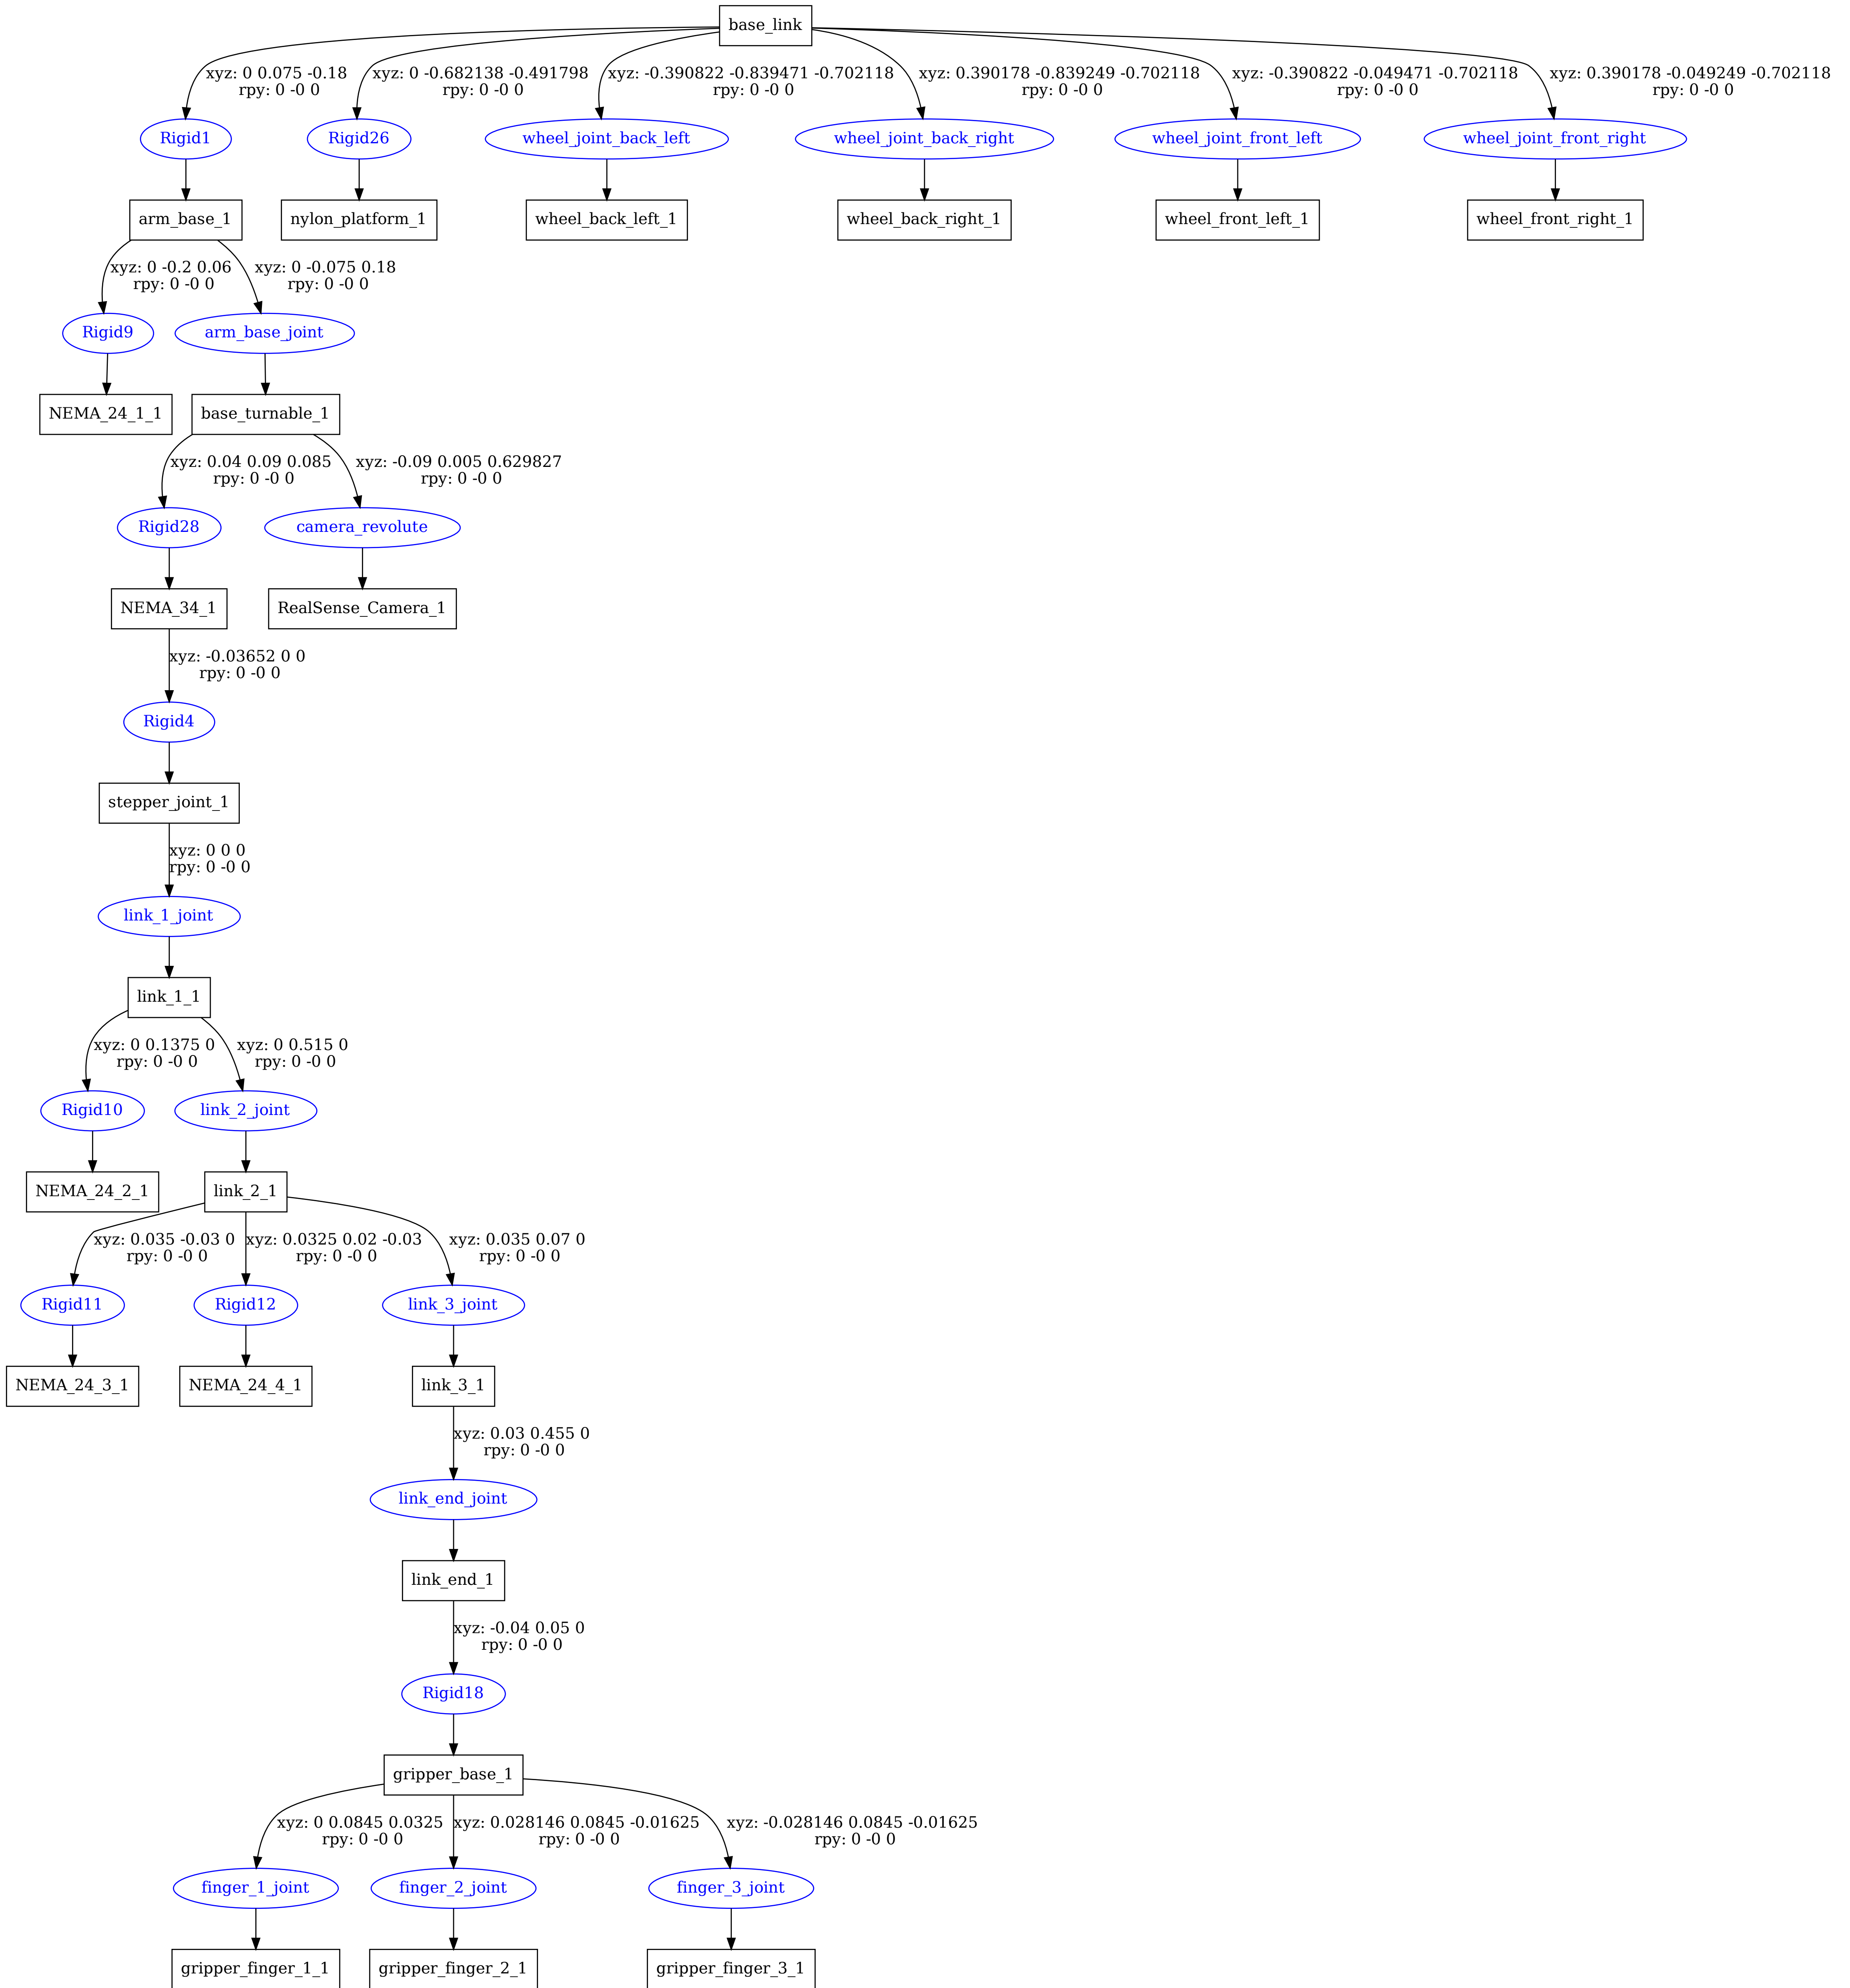 base_link
xyz: 0 0.075 -0.18
rpy: 0 -0 0
xyz: 0 -0.682138 -0.491798
rpy: 0 -0 0
xyz: -0.390822 -0.839471 -0.702118
rpy: 0 -0 0
xyz: 0.390178 -0.839249 -0.702118
rpy: 0 -0 0
xyz: -0.390822 -0.049471 -0.702118
rpy: 0 -0 0
xyz: 0.390178 -0.049249 -0.702118
rpy: 0 -0 0
Rigid1
Rigid26
wheel_joint_back_left
wheel_joint_back_right
wheel_joint_front_left
wheel_joint_front_right
arm_base_1
nylon_platform_1
wheel_back_left_1
wheel_back_right_1
wheel_front_left_1
wheel_front_right_1
xyz: 0 -0.2 0.06
rpy: 0 -0 0
xyz: 0 -0.075 0.18
rpy: 0 -0 0
Rigid9
arm_base_joint
NEMA_24_1_1
base_turnable_1
xyz: 0.04 0.09 0.085
rpy: 0 -0 0
xyz: -0.09 0.005 0.629827
rpy: 0 -0 0
Rigid28
camera_revolute
NEMA_34_1
RealSense_Camera_1
xyz: -0.03652 0 0
rpy: 0 -0 0
Rigid4
stepper_joint_1
xyz: 0 0 0
rpy: 0 -0 0
link_1_joint
link_1_1
xyz: 0 0.1375 0
rpy: 0 -0 0
xyz: 0 0.515 0
rpy: 0 -0 0
Rigid10
link_2_joint
NEMA_24_2_1
link_2_1
xyz: 0.035 -0.03 0
rpy: 0 -0 0
xyz: 0.0325 0.02 -0.03
rpy: 0 -0 0
xyz: 0.035 0.07 0
rpy: 0 -0 0
Rigid11
Rigid12
link_3_joint
NEMA_24_3_1
NEMA_24_4_1
link_3_1
xyz: 0.03 0.455 0
rpy: 0 -0 0
link_end_joint
link_end_1
xyz: -0.04 0.05 0
rpy: 0 -0 0
Rigid18
gripper_base_1
xyz: 0 0.0845 0.0325
rpy: 0 -0 0
xyz: 0.028146 0.0845 -0.01625
rpy: 0 -0 0
xyz: -0.028146 0.0845 -0.01625
rpy: 0 -0 0
finger_1_joint
finger_2_joint
finger_3_joint
gripper_finger_1_1
gripper_finger_2_1
gripper_finger_3_1